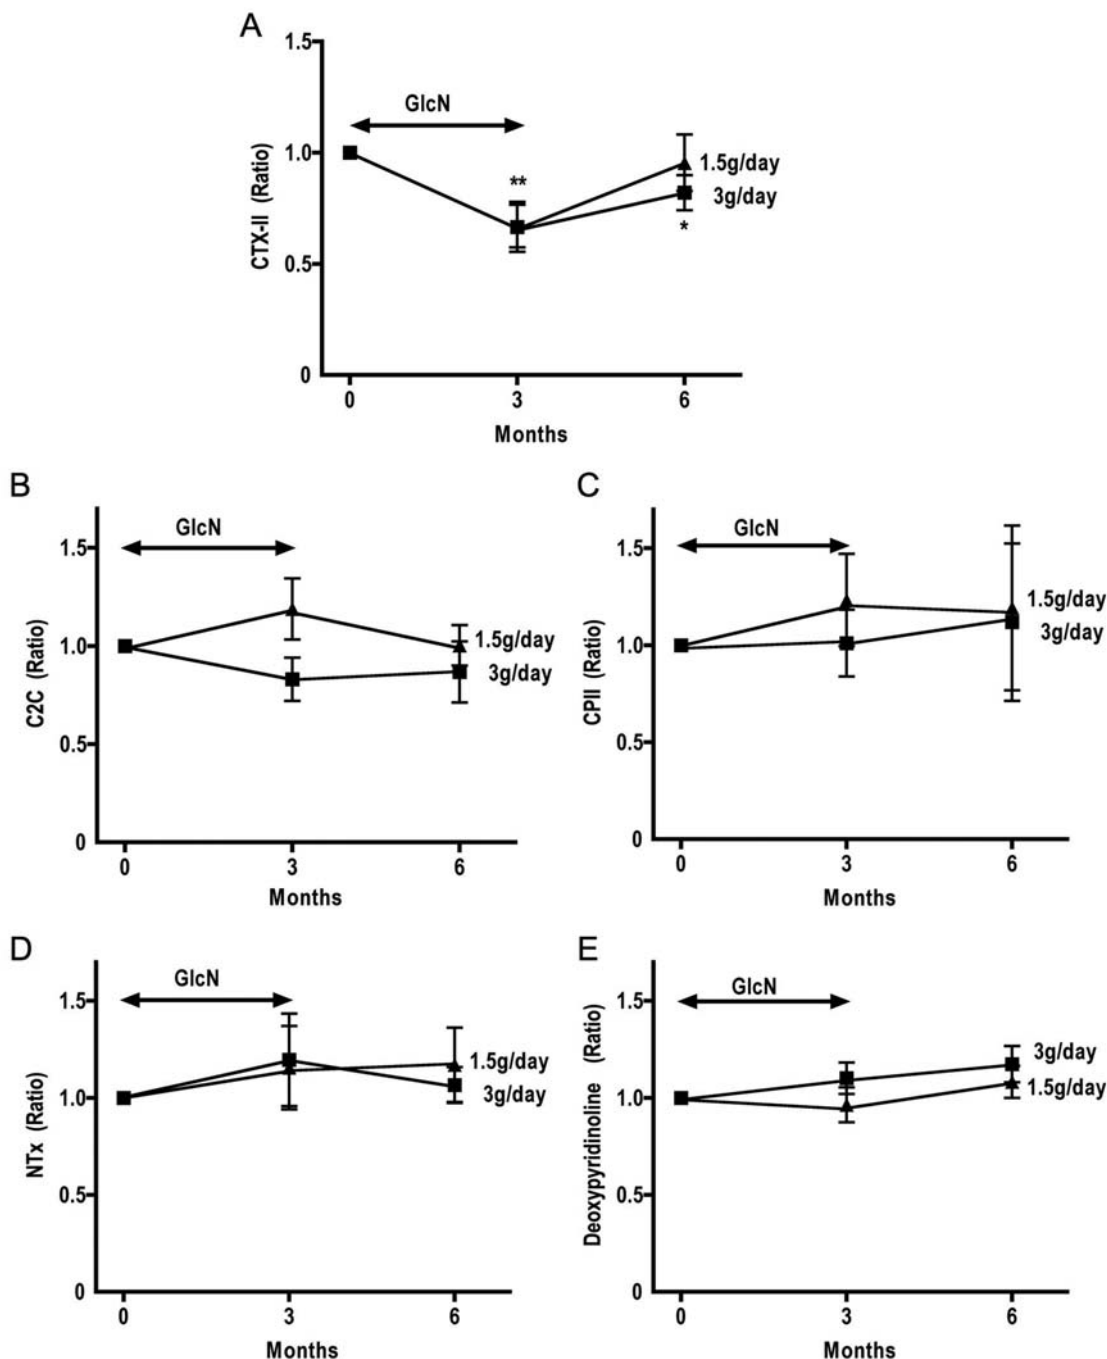 A
1.5
GlcN
1.0
**
1.5g/day
3g/day
*
CTX-II (Ratio)
0.5
0
0 3 6
Months
B
GlcN
1.5
1.0
1.5g/day
3g/day
C2C (Ratio)
0.5
0
0 3 6
Months
C
GlcN
1.5
1.5g/day
1.0
3g/day
CPII (Ratio)
0.5
0
0 3 6
Months
D
GlcN
1.5
1.5g/day
1.0
3g/day
NTx (Ratio)
0.5
0
0 3 6
Months
E
GlcN
1.5
3g/day
1.0
1.5g/day
Deoxypyridinoline (Ratio)
0.5
0
0 3 6
Months